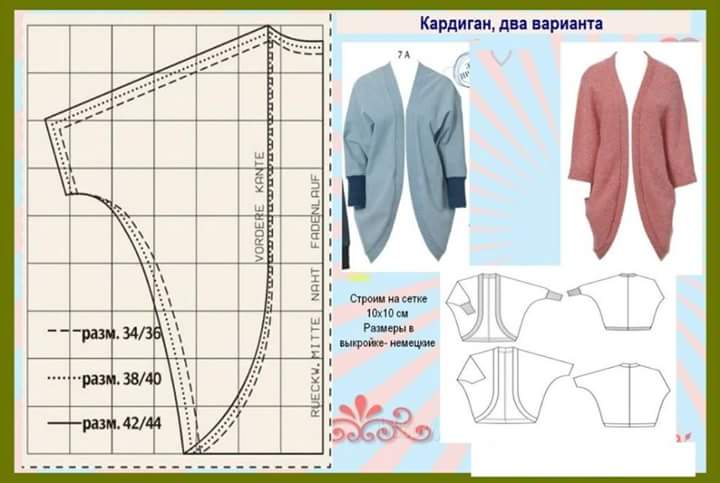 Кардиган, два варианта
7 А
VORDERE KANTE
RUECKW. MITTE NAHT FADENLAUF
разм. 34/36
разм. 38/40
разм. 42/44
Строим на сетке
10х10 см
Размеры в
выкройке- немецкие